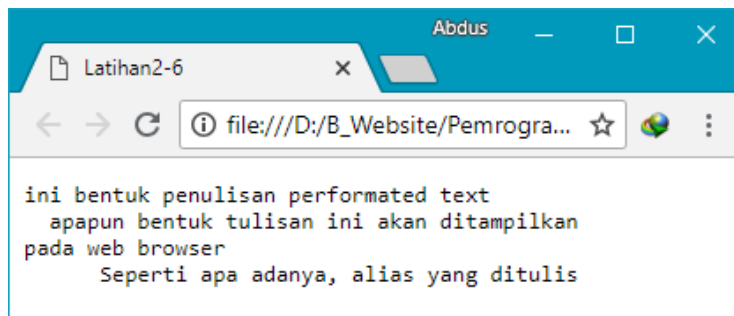 Abdus
Latihan2-6
file:///D:/B_Website/Pemrogra...
ini bentuk penulisan performated text
  apapun bentuk tulisan ini akan ditampilkan
pada web browser
      Seperti apa adanya, alias yang ditulis